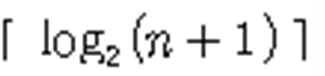 ⌈ log₂(n + 1) ⌉